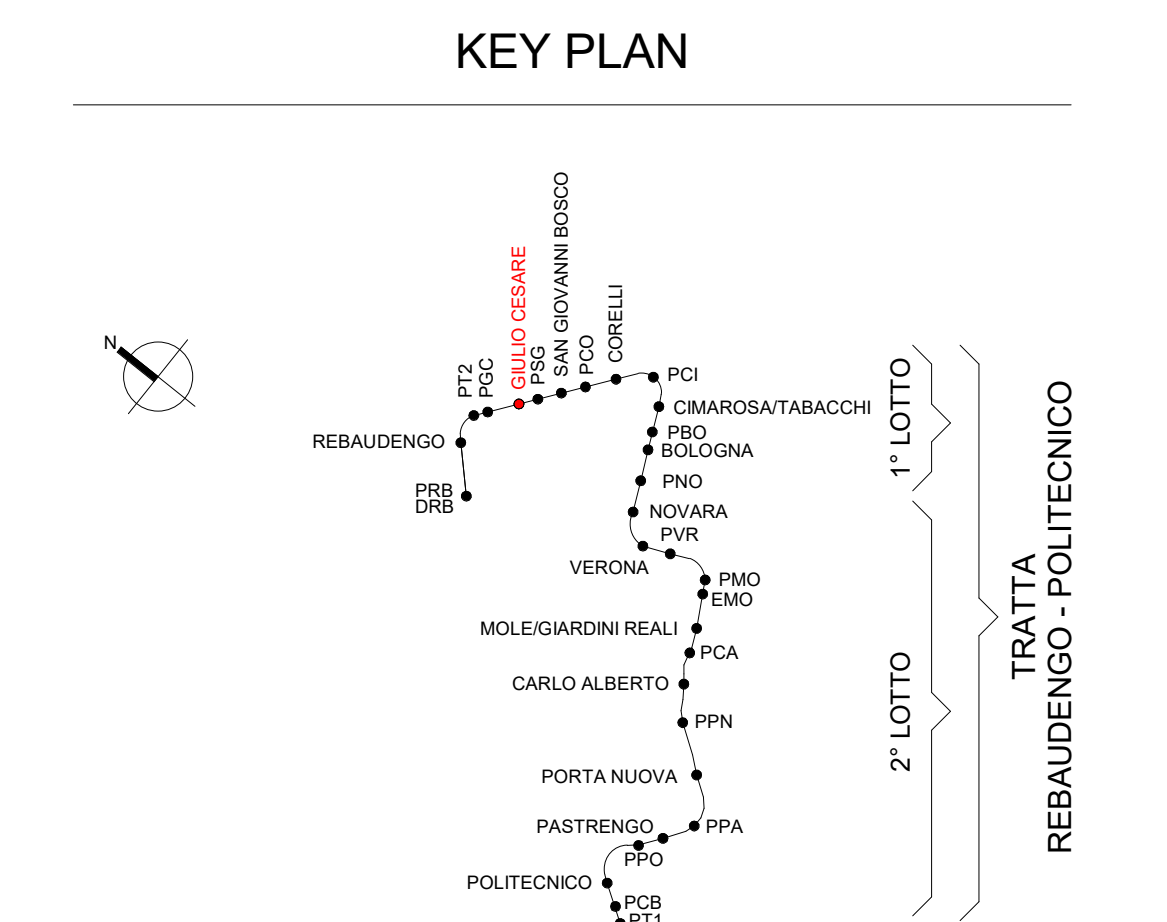 KEY PLAN
N
PT2
PGC
GIULIO CESARE
PSG
SAN GIOVANNI BOSCO
PCO
CORELLI
PCI
CIMAROSA/TABACCHI
PBO
BOLOGNA
REBAUDENGO
PRB
DRB
PNO
NOVARA
PVR
VERONA
PMO
EMO
MOLE/GIARDINI REALI
PCA
CARLO ALBERTO
PPN
PORTA NUOVA
PASTRENGO
PPA
PPO
POLITECNICO
PCB
PT1
1° LOTTO
2° LOTTO
TRATTA
REBAUDENGO - POLITECNICO